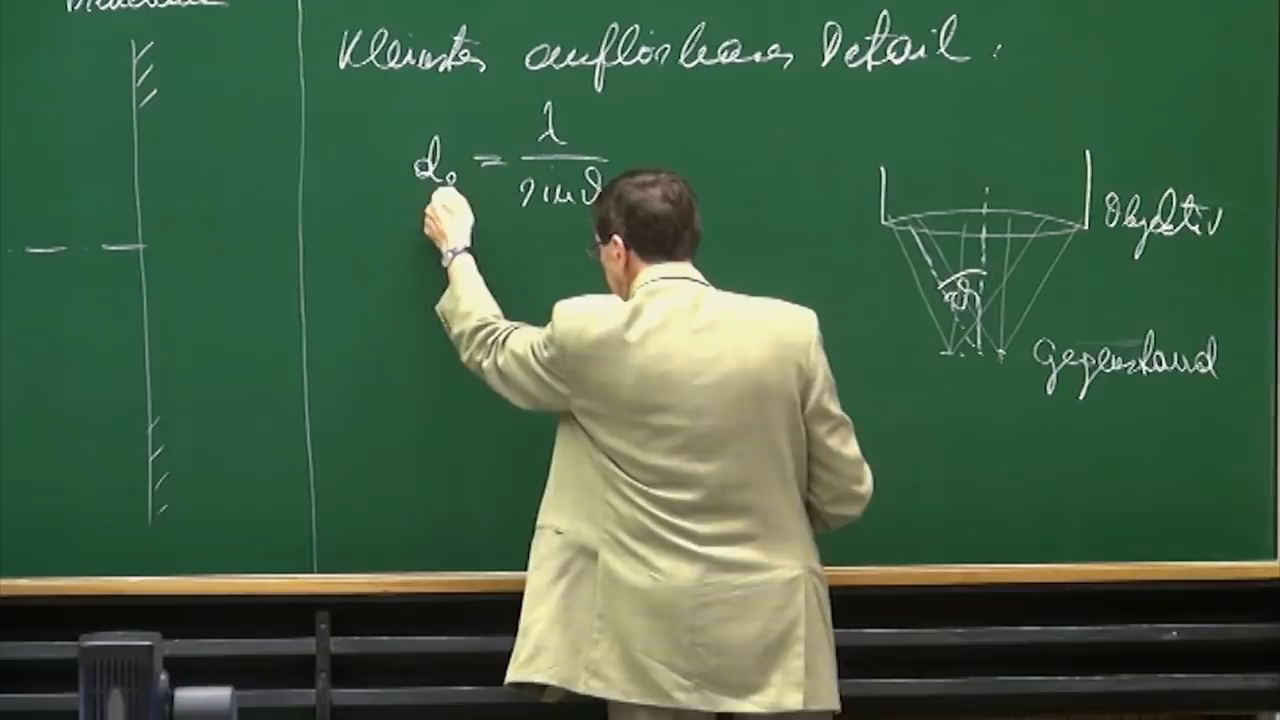 Kleinstes auflösbares Detail:
d₀ = λ / sin ϑ
Objektiv
ϑ
Gegenstand